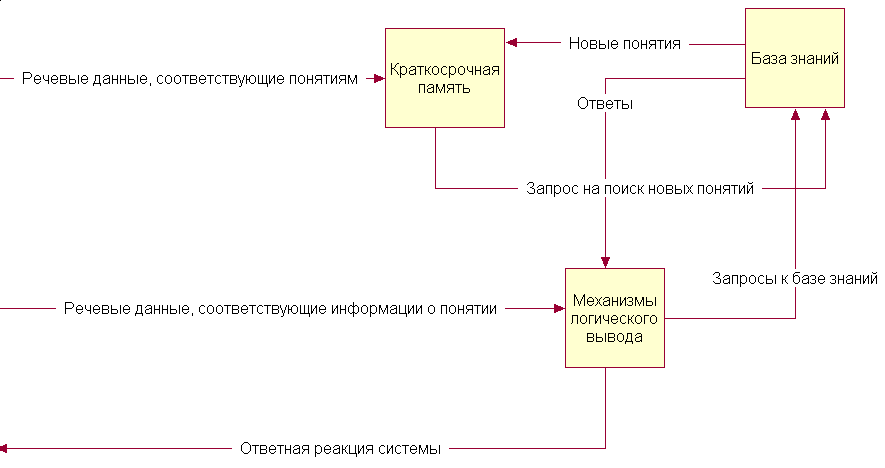 Новые понятия
База знаний
Речевые данные, соответствующие понятиям
Краткосрочная
память
Ответы
Запрос на поиск новых понятий
Запросы к базе знаний
Речевые данные, соответствующие информации о понятии
Механизмы
логического
вывода
Ответная реакция системы